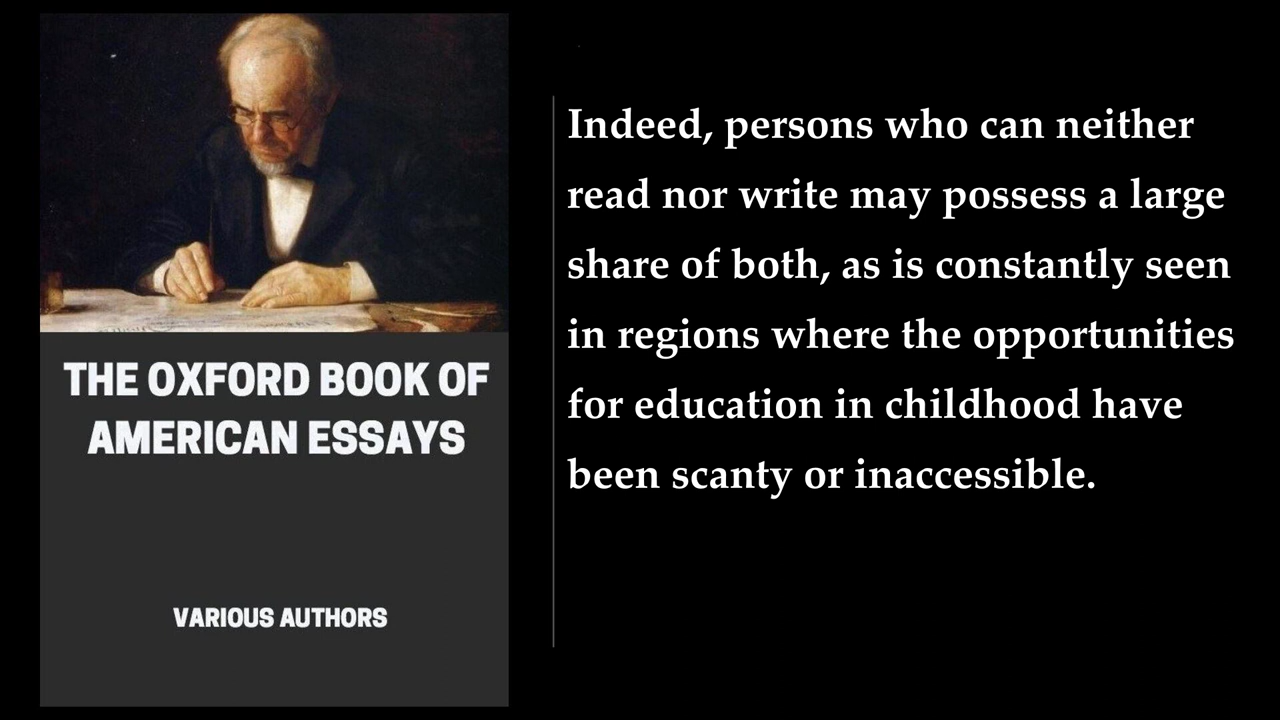 THE OXFORD BOOK OF
AMERICAN ESSAYS
VARIOUS AUTHORS
Indeed, persons who can neither
read nor write may possess a large
share of both, as is constantly seen
in regions where the opportunities
for education in childhood have
been scanty or inaccessible.